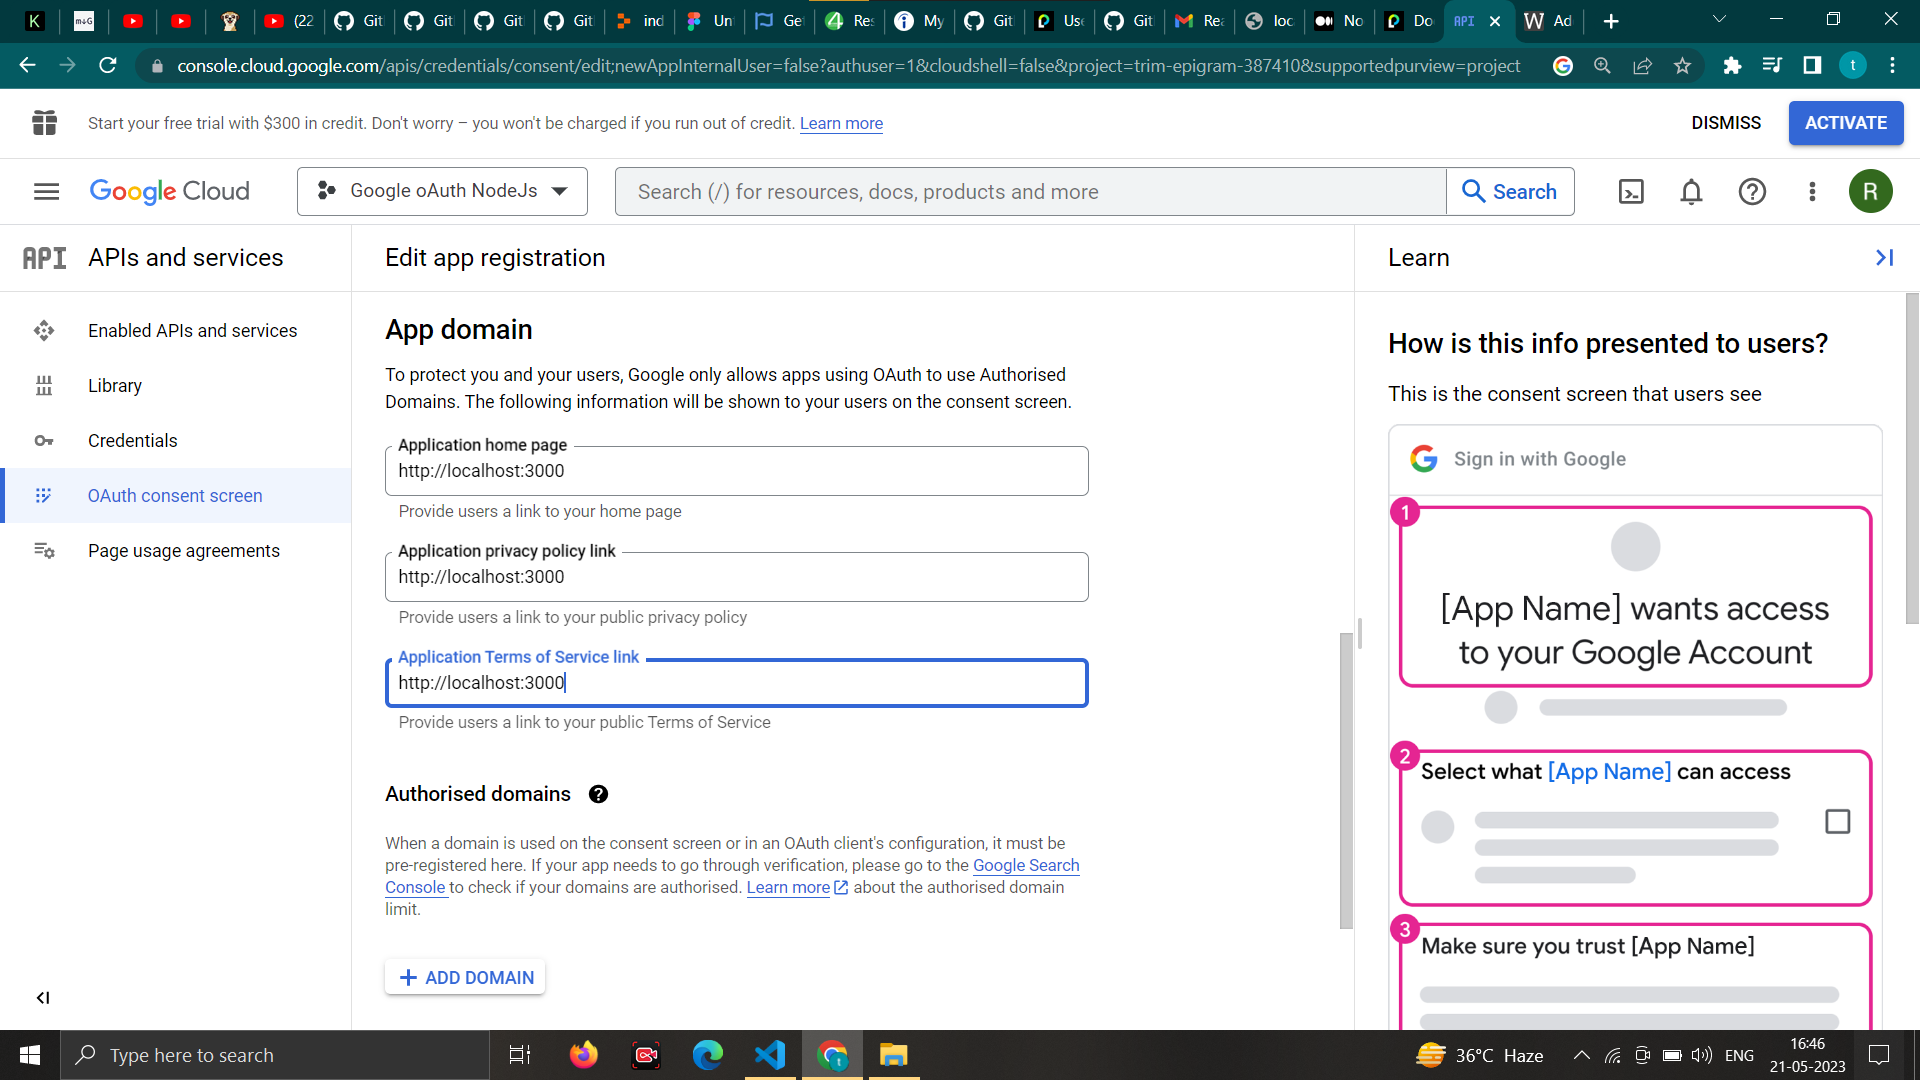 K
M+G
(22
Git
Git
Git
Git
ind
Unt
Get
Res
My
Git
Use
Git
Rea
loc
No
Do
API
Ad
console.cloud.google.com/apis/credentials/consent/edit;newAppInternalUser=false?authuser=1&cloudshell=false&project=trim-epigram-387410&supportedpurview=project
t
Start your free trial with $300 in credit. Don't worry – you won't be charged if you run out of credit. Learn more
DISMISS
ACTIVATE
Google Cloud
Google oAuth NodeJs
Search (/) for resources, docs, products and more
Search
R
API
APIs and services
Enabled APIs and services
Library
Credentials
OAuth consent screen
Page usage agreements
Edit app registration
App domain
To protect you and your users, Google only allows apps using OAuth to use Authorised
Domains. The following information will be shown to your users on the consent screen.
Application home page
http://localhost:3000
Provide users a link to your home page
Application privacy policy link
http://localhost:3000
Provide users a link to your public privacy policy
Application Terms of Service link
http://localhost:3000
Provide users a link to your public Terms of Service
Authorised domains
When a domain is used on the consent screen or in an OAuth client's configuration, it must be
pre-registered here. If your app needs to go through verification, please go to the Google Search
Console to check if your domains are authorised. Learn more about the authorised domain
limit.
ADD DOMAIN
Learn
How is this info presented to users?
This is the consent screen that users see
Sign in with Google
1
[App Name] wants access
to your Google Account
2
Select what [App Name] can access
3
Make sure you trust [App Name]
Type here to search
t
36°C Haze
ENG
16:46
21-05-2023